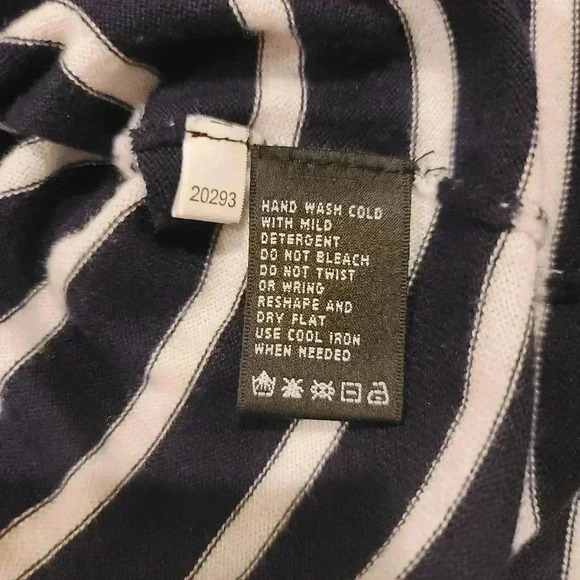 20293
HAND WASH COLD
WITH MILD
DETERGENT
DO NOT BLEACH
DO NOT TWIST
OR WRING
RESHAPE AND
DRY FLAT
USE COOL IRON
WHEN NEEDED